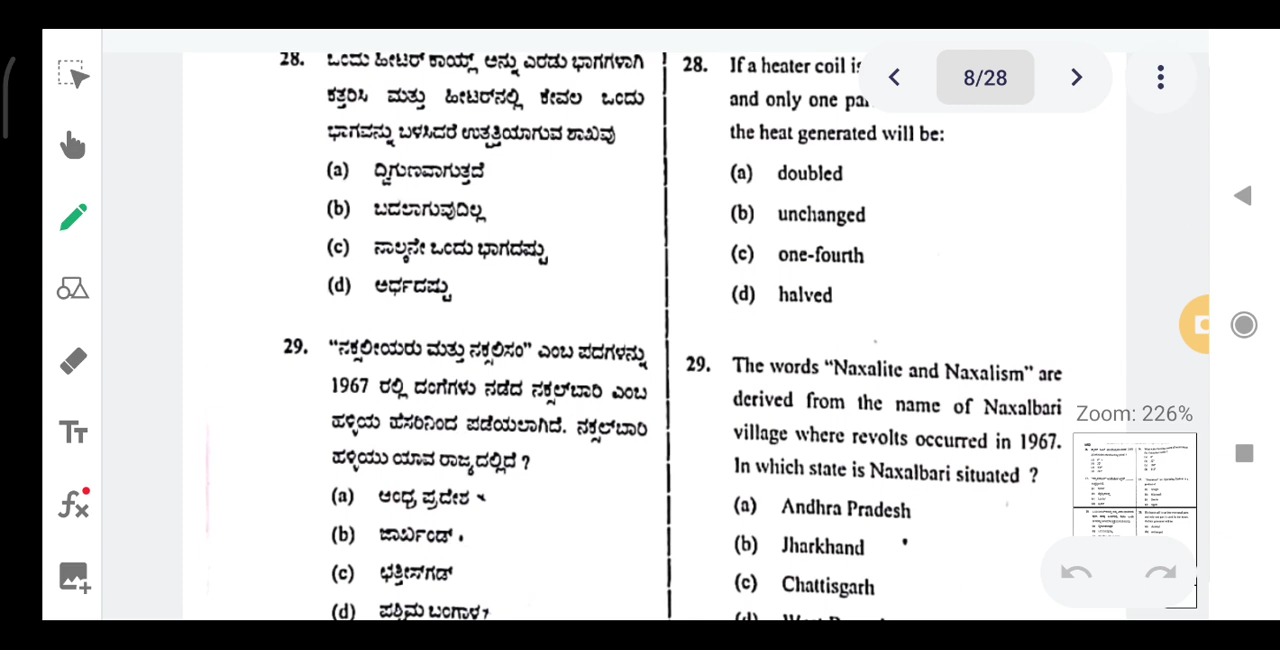 28. ಒಂದು ಹೀಟರ್ ಕಾಯ್ಲ್ ಅನ್ನು ಎರಡು ಭಾಗಗಳಾಗಿ
ಕತ್ತರಿಸಿ ಮತ್ತು ಹೀಟರ್‌ನಲ್ಲಿ ಕೇವಲ ಒಂದು
ಭಾಗವನ್ನು ಬಳಸಿದರೆ ಉತ್ಪತ್ತಿಯಾಗುವ ಶಾಖವು
(a) ದ್ವಿಗುಣವಾಗುತ್ತದೆ
(b) ಬದಲಾಗುವುದಿಲ್ಲ
(c) ನಾಲ್ಕನೇ ಒಂದು ಭಾಗದಷ್ಟು
(d) ಅರ್ಧದಷ್ಟು
29. "ನಕ್ಸಲೀಯರು ಮತ್ತು ನಕ್ಸಲಿಸಂ" ಎಂಬ ಪದಗಳನ್ನು
1967 ರಲ್ಲಿ ದಂಗೆಗಳು ನಡೆದ ನಕ್ಸಲ್‌ಬಾರಿ ಎಂಬ
ಹಳ್ಳಿಯ ಹೆಸರಿನಿಂದ ಪಡೆಯಲಾಗಿದೆ. ನಕ್ಸಲ್‌ಬಾರಿ
ಹಳ್ಳಿಯು ಯಾವ ರಾಜ್ಯದಲ್ಲಿದೆ ?
(a) ಆಂಧ್ರ ಪ್ರದೇಶ
(b) ಜಾರ್ಖಂಡ್
(c) ಛತ್ತೀಸ್‌ಗಡ್
(d) ಪಶ್ಚಿಮ ಬಂಗಾಳ
28. If a heater coil is
and only one
the heat generated will be:
(a) doubled
(b) unchanged
(c) one-fourth
(d) halved
29. The words "Naxalite and Naxalism" are
derived from the name of Naxalbari
village where revolts occurred in 1967.
In which state is Naxalbari situated ?
(a) Andhra Pradesh
(b) Jharkhand
(c) Chattisgarh
8/28
Zoom: 226%
Tт
fx